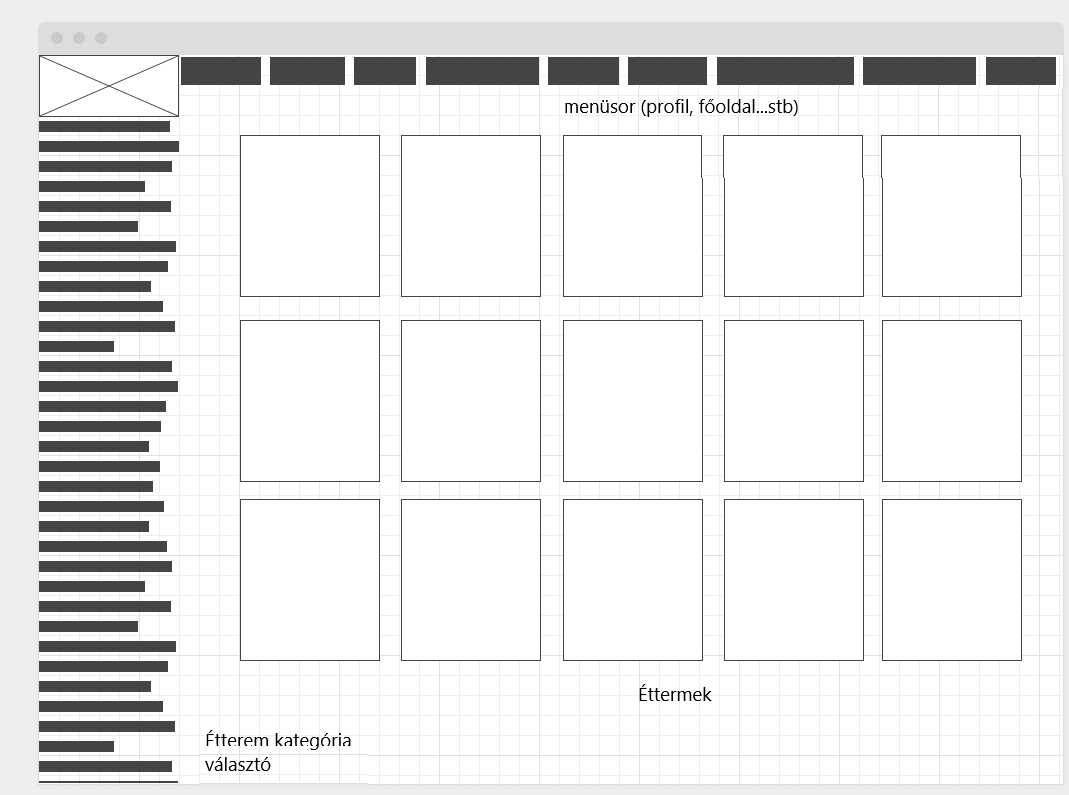 menüsor (profil, főoldal...stb)
Éttermek
Étterem kategória
választó